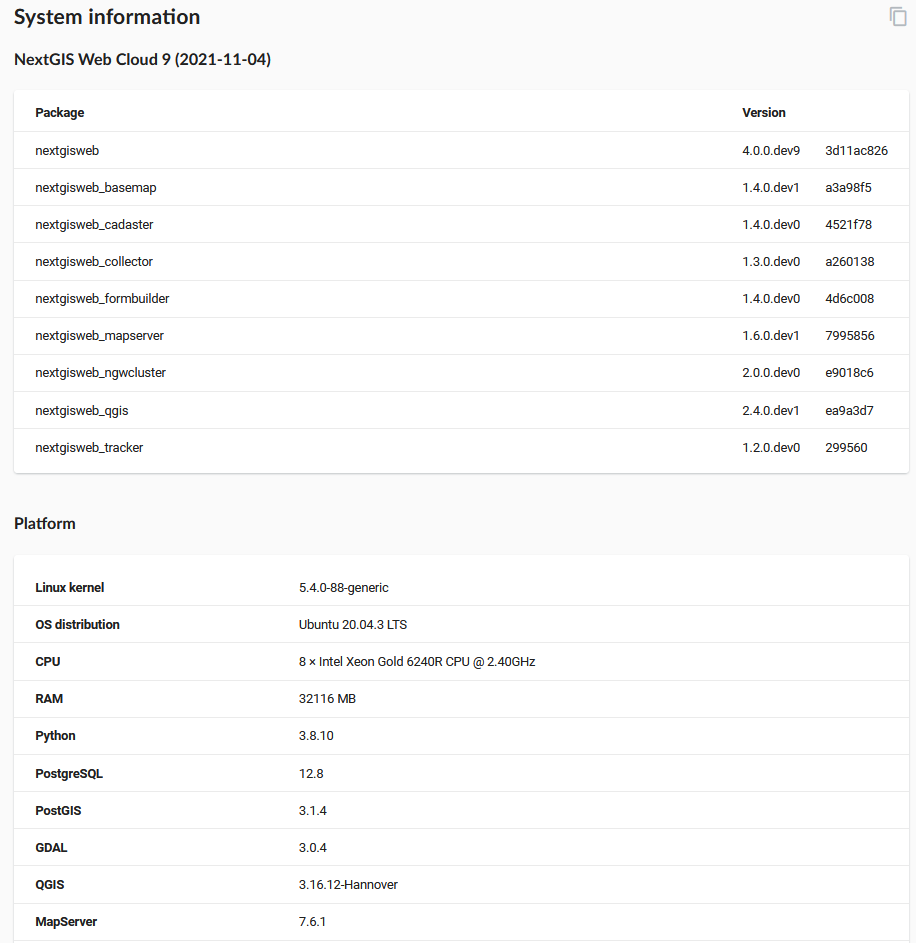 System information
NextGIS Web Cloud 9 (2021-11-04)
Package Version
nextgisweb 4.0.0.dev9 3d11ac826
nextgisweb_basemap 1.4.0.dev1 a3a98f5
nextgisweb_cadaster 1.4.0.dev0 4521f78
nextgisweb_collector 1.3.0.dev0 a260138
nextgisweb_formbuilder 1.4.0.dev0 4d6c008
nextgisweb_mapserver 1.6.0.dev1 7995856
nextgisweb_ngwcluster 2.0.0.dev0 e9018c6
nextgisweb_qgis 2.4.0.dev1 ea9a3d7
nextgisweb_tracker 1.2.0.dev0 299560
Platform
Linux kernel 5.4.0-88-generic
OS distribution Ubuntu 20.04.3 LTS
CPU 8 × Intel Xeon Gold 6240R CPU @ 2.40GHz
RAM 32116 MB
Python 3.8.10
PostgreSQL 12.8
PostGIS 3.1.4
GDAL 3.0.4
QGIS 3.16.12-Hannover
MapServer 7.6.1